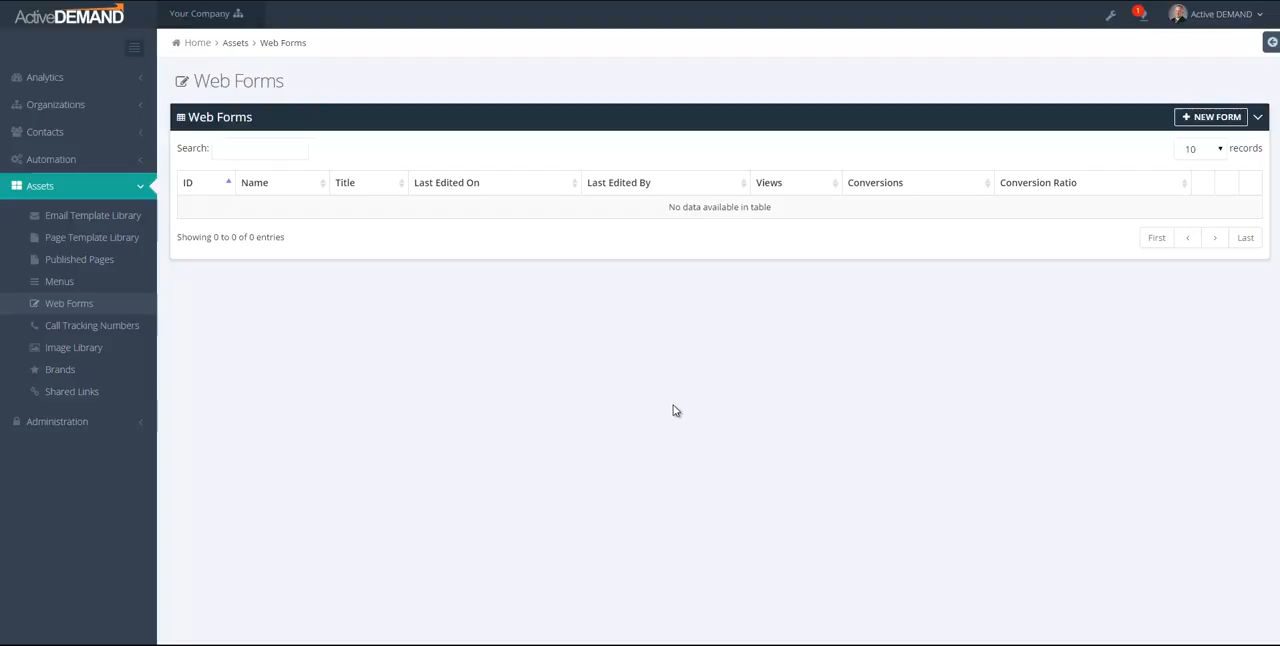 ActiveDEMAND
Your Company
1
Active DEMAND
Home > Assets > Web Forms
Analytics
Organizations
Contacts
Automation
Assets
Email Template Library
Page Template Library
Published Pages
Menus
Web Forms
Call Tracking Numbers
Image Library
Brands
Shared Links
Administration
Web Forms
Web Forms
+ NEW FORM
Search:
10 records
ID Name Title Last Edited On Last Edited By Views Conversions Conversion Ratio
No data available in table
Showing 0 to 0 of 0 entries
First < > Last